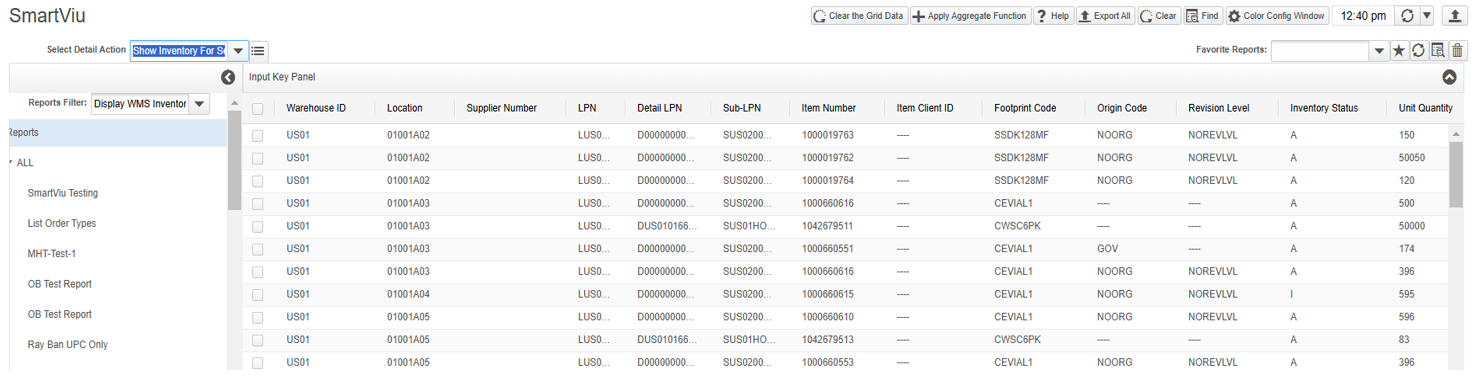 SmartViu
Clear the Grid Data Apply Aggregate Function Help Export All Clear Find Color Config Window 12:40 pm
Select Detail Action Show Inventory For S Favorite Reports:
Input Key Panel
Reports Filter: Display WMS Inventor
Reports
ALL
SmartViu Testing
List Order Types
MHT-Test-1
OB Test Report
OB Test Report
Ray Ban UPC Only
Warehouse ID Location Supplier Number LPN Detail LPN Sub-LPN Item Number Item Client ID Footprint Code Origin Code Revision Level Inventory Status Unit Quantity
US01 01001A02 LUS0... D00000000... SUS0200... 1000019763 ---- SSDK128MF NOORG NOREVLVL A 150
US01 01001A02 LUS0... D00000000... SUS0200... 1000019762 ---- SSDK128MF NOORG NOREVLVL A 50050
US01 01001A02 LUS0... D00000000... SUS0200... 1000019764 ---- SSDK128MF NOORG NOREVLVL A 120
US01 01001A03 LUS0... D00000000... SUS0200... 1000660616 ---- CEVIAL1 ---- ---- A 500
US01 01001A03 LUS0... DUS010166... SUS01HO... 1042679511 ---- CWSC6PK ---- ---- A 50000
US01 01001A03 LUS0... D00000000... SUS0200... 1000660551 ---- CEVIAL1 GOV ---- A 174
US01 01001A03 LUS0... D00000000... SUS0200... 1000660616 ---- CEVIAL1 NOORG NOREVLVL A 396
US01 01001A04 LUS0... D00000000... SUS0200... 1000660615 ---- CEVIAL1 NOORG NOREVLVL I 595
US01 01001A05 LUS0... D00000000... SUS0200... 1000660610 ---- CEVIAL1 NOORG NOREVLVL A 596
US01 01001A05 LUS0... DUS010166... SUS01HO... 1042679513 ---- CWSC6PK ---- ---- A 83
US01 01001A05 LUS0... D00000000... SUS0200... 1000660553 ---- CEVIAL1 NOORG NOREVLVL A 396